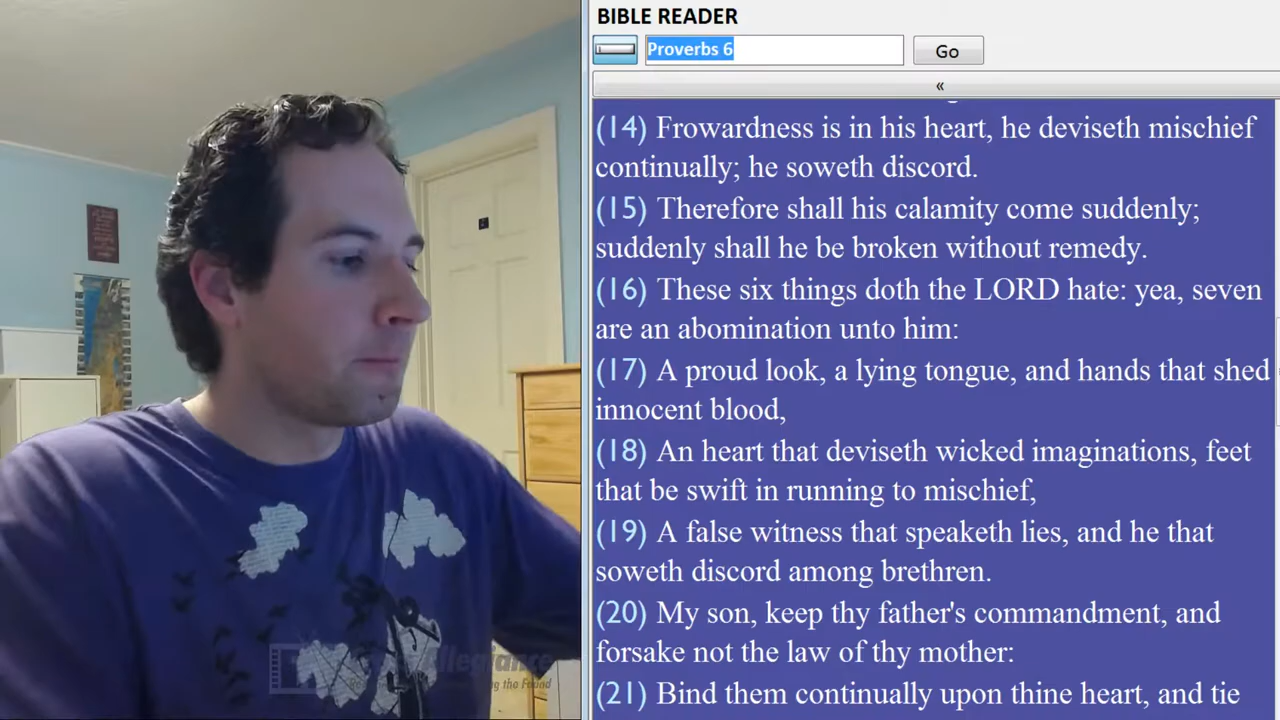 BIBLE READER
Proverbs 6
Go
«
(14) Frowardness is in his heart, he deviseth mischief
continually; he soweth discord.
(15) Therefore shall his calamity come suddenly;
suddenly shall he be broken without remedy.
(16) These six things doth the LORD hate: yea, seven
are an abomination unto him:
(17) A proud look, a lying tongue, and hands that shed
innocent blood,
(18) An heart that deviseth wicked imaginations, feet
that be swift in running to mischief,
(19) A false witness that speaketh lies, and he that
soweth discord among brethren.
(20) My son, keep thy father's commandment, and
forsake not the law of thy mother:
(21) Bind them continually upon thine heart, and tie
Allegiance